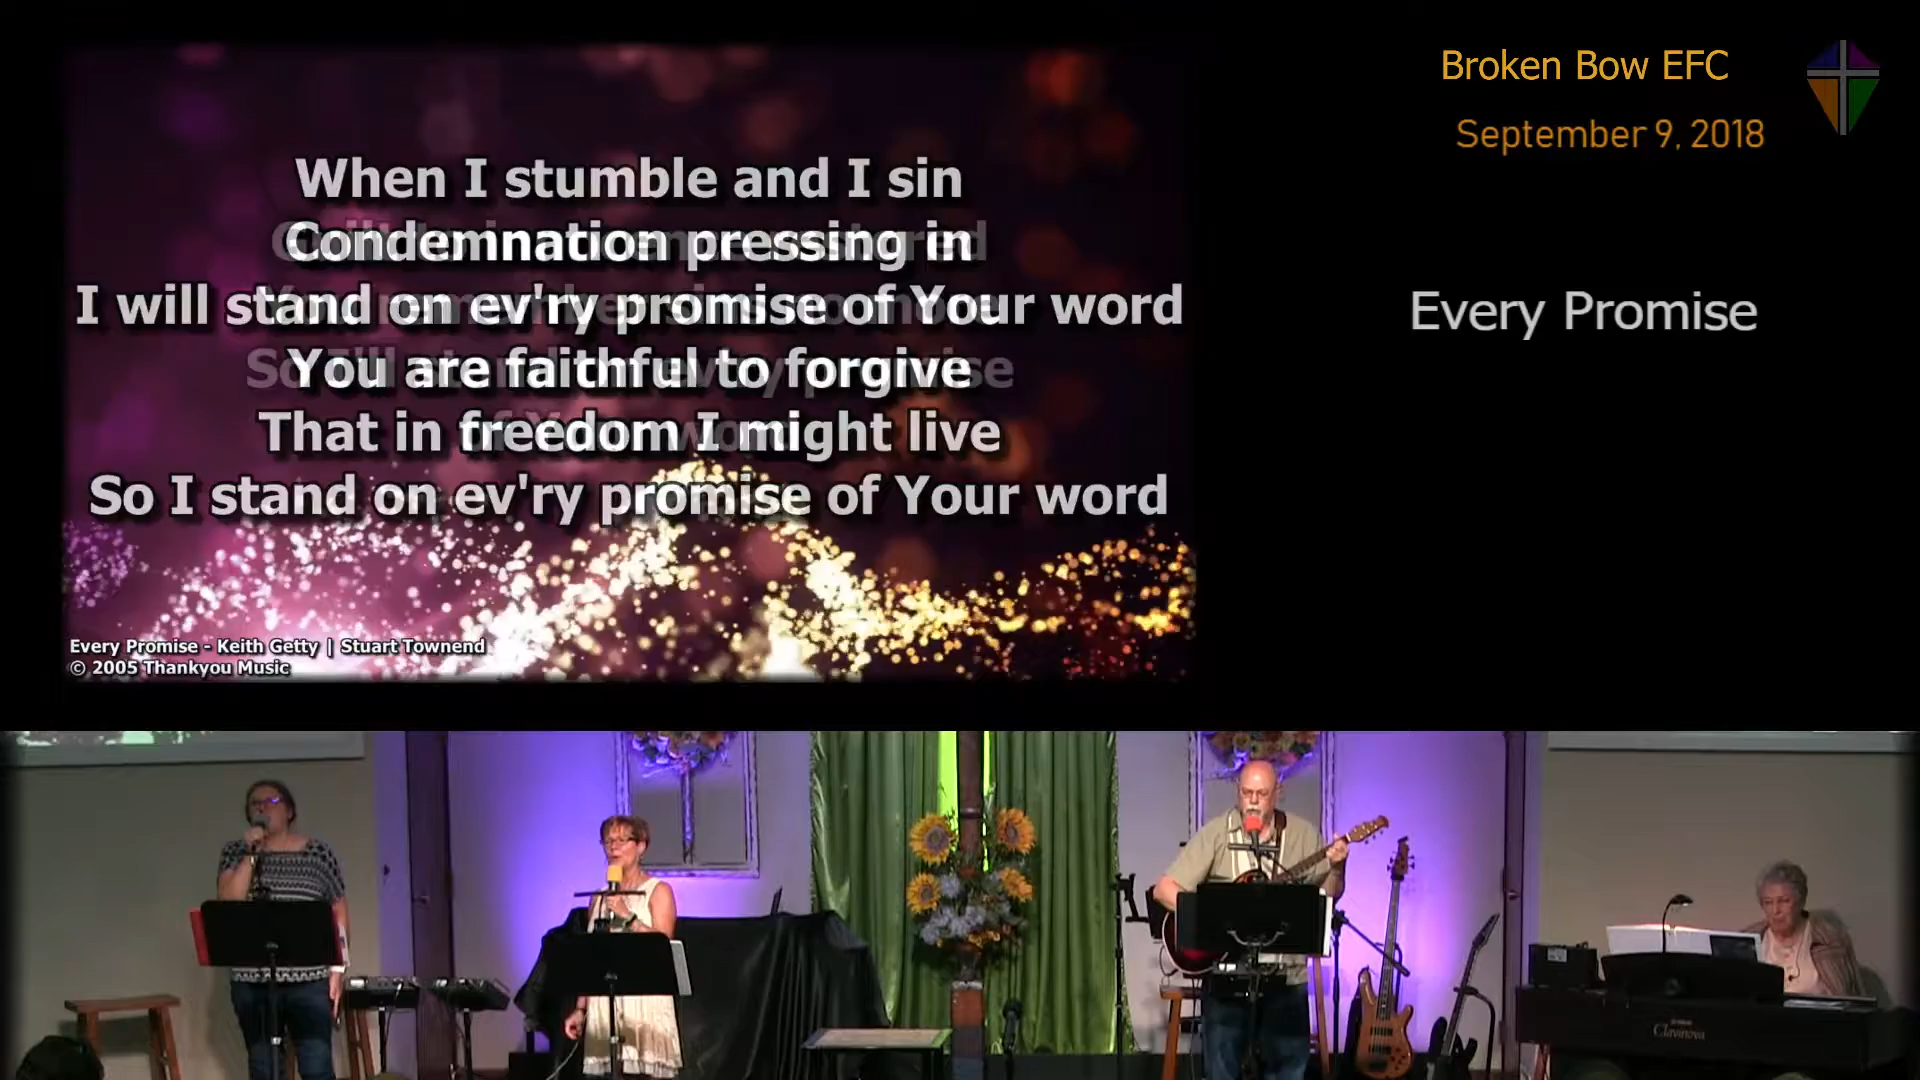 When I stumble and I sin
Condemnation pressing in
I will stand on ev'ry promise of Your word
You are faithful to forgive
That in freedom I might live
So I stand on ev'ry promise of Your word
Every Promise - Keith Getty | Stuart Townend
© 2005 Thankyou Music
Broken Bow EFC
September 9, 2018
Every Promise
Clavinova